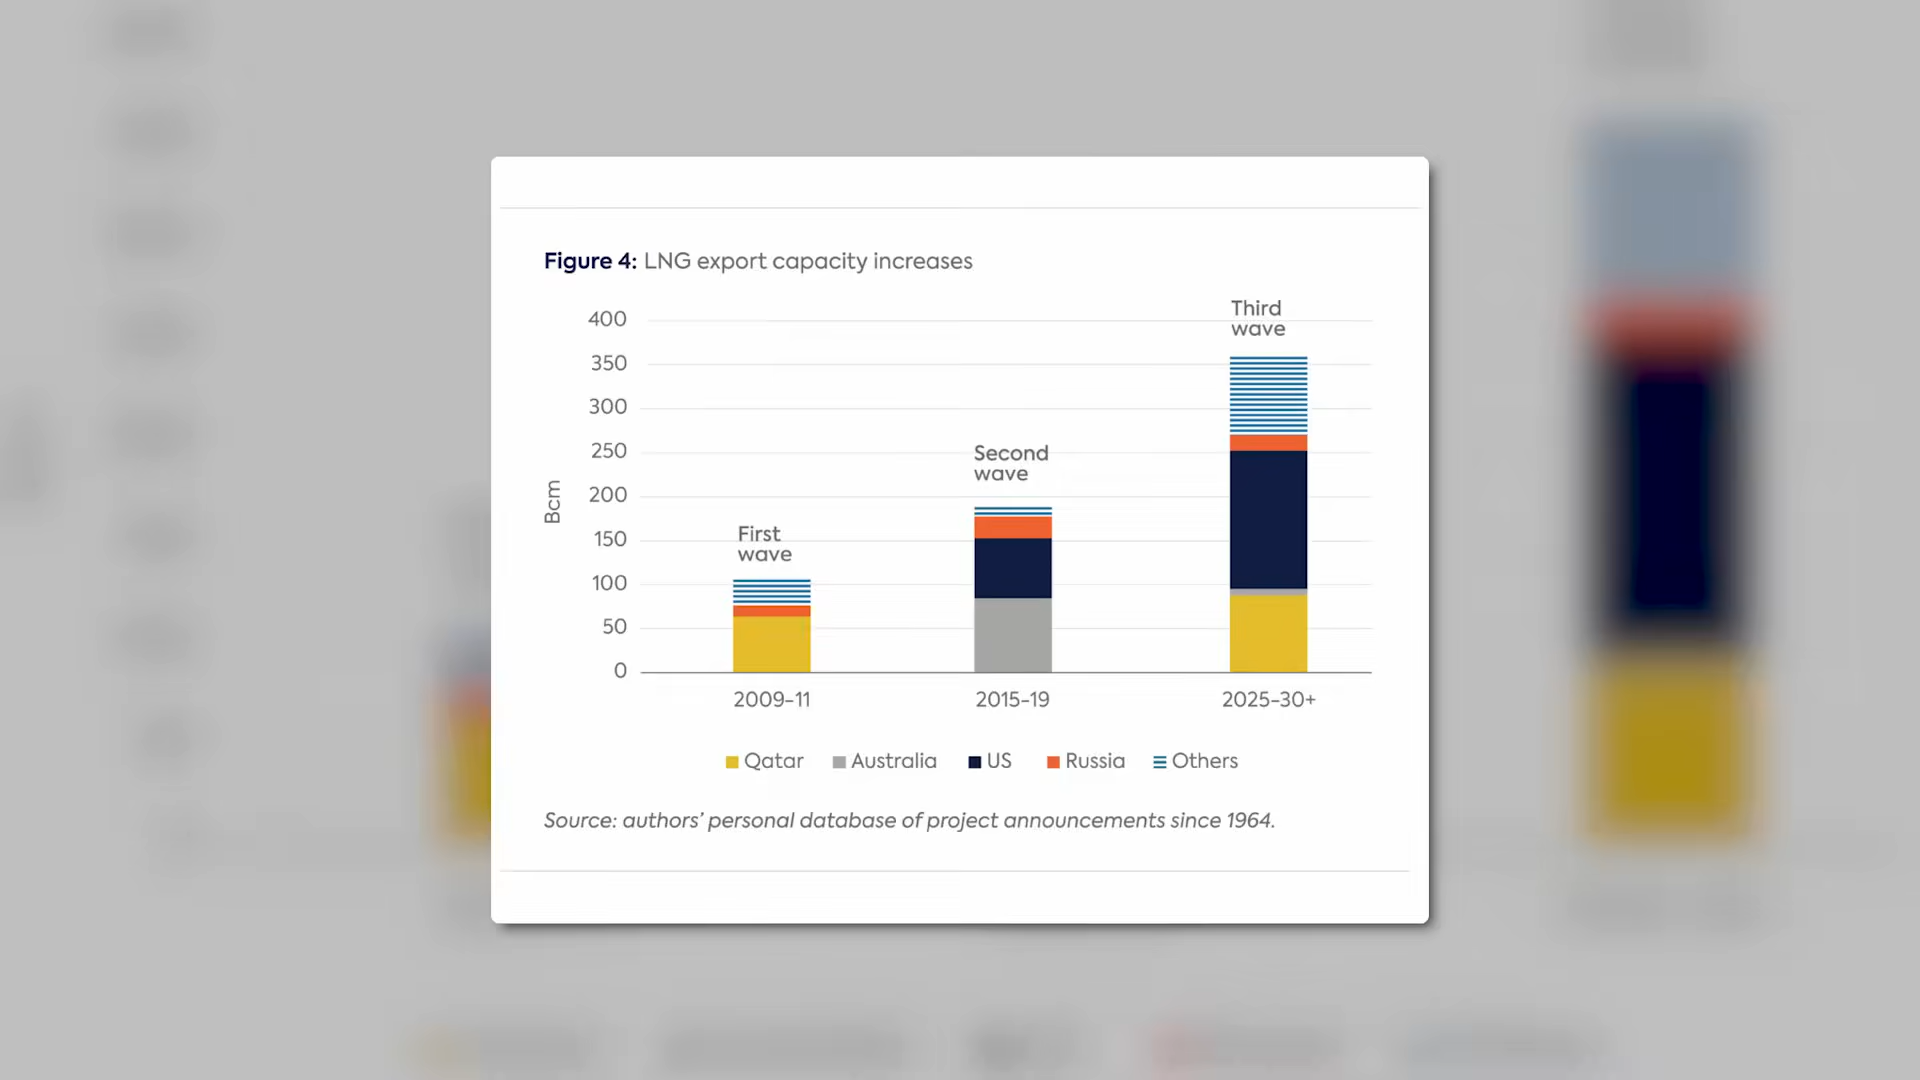 Figure 4: LNG export capacity increases
400
350
300
250
200
150
100
50
0
Bcm
First
wave
Second
wave
Third
wave
2009-11
2015-19
2025-30+
Qatar
Australia
US
Russia
Others
Source: authors’ personal database of project announcements since 1964.